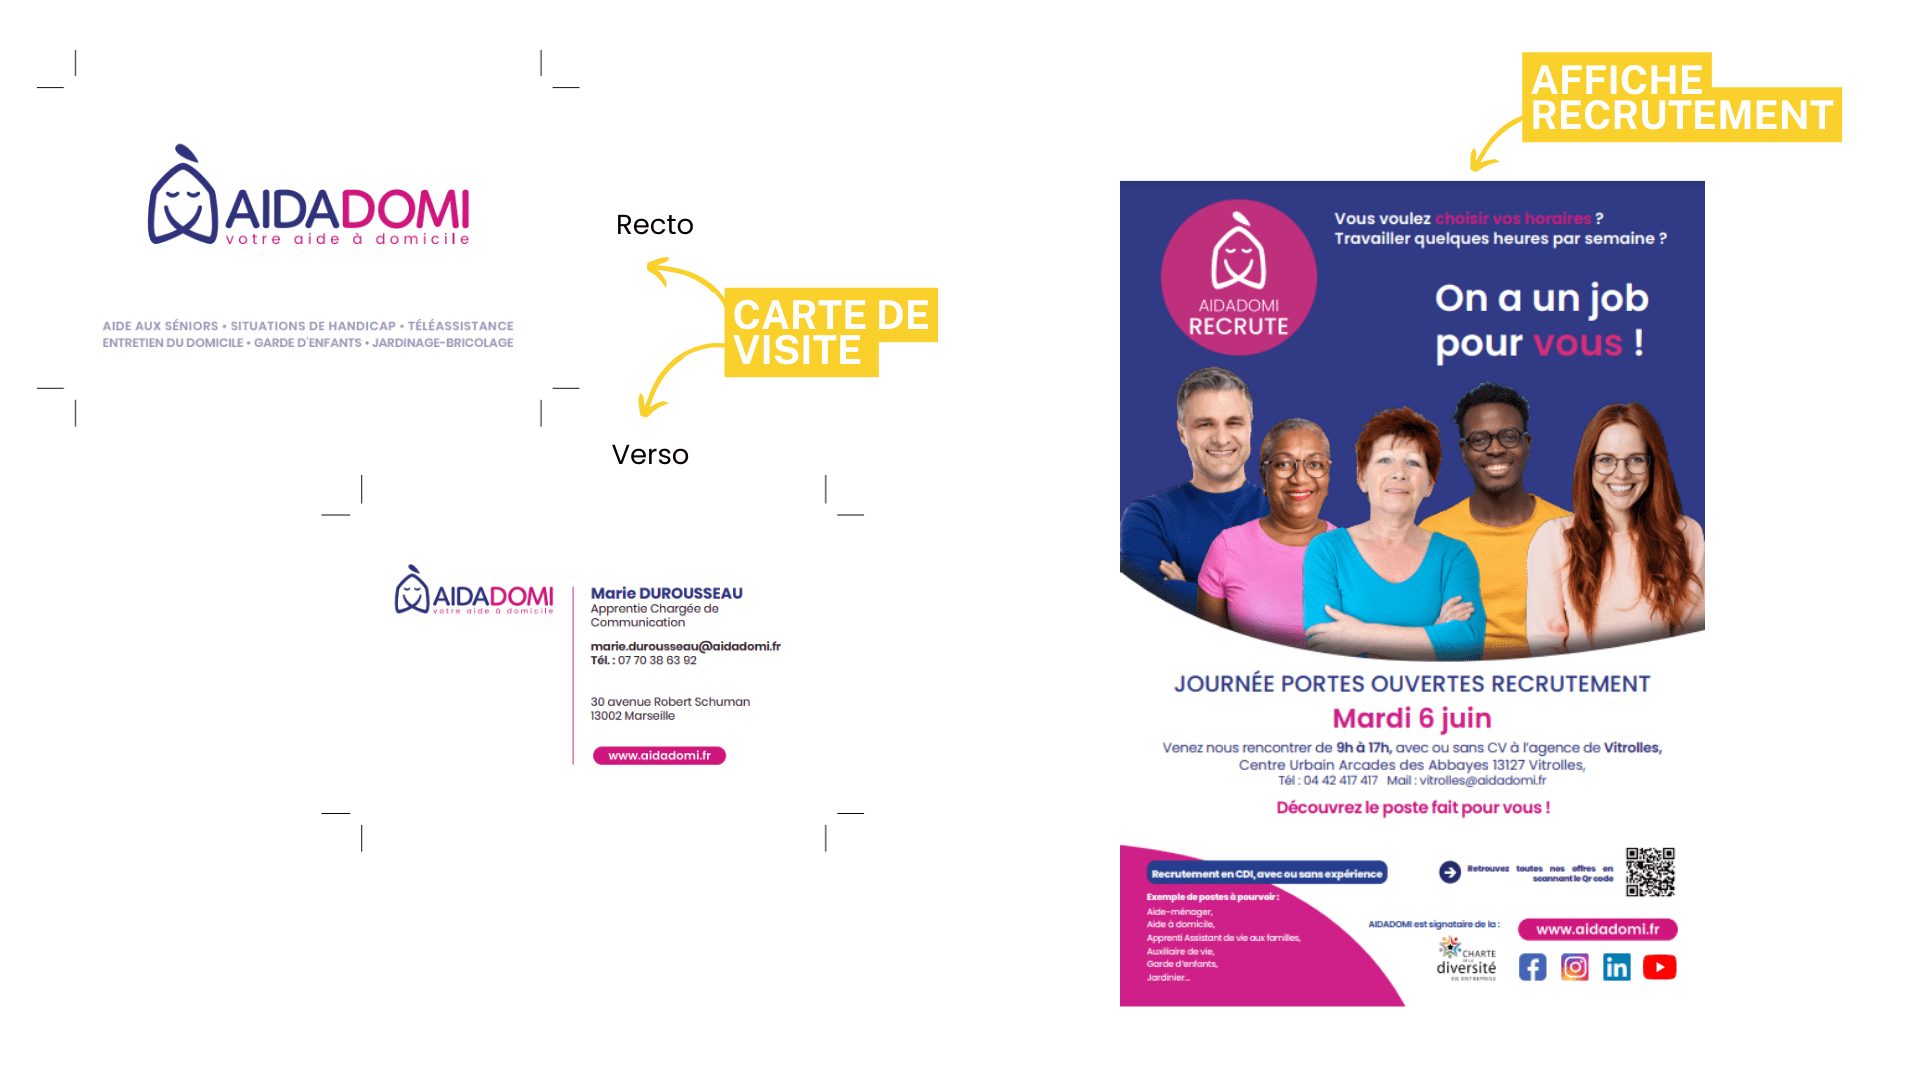 AIDADOMI
votre aide à domicile
AIDE AUX SÉNIORS • SITUATIONS DE HANDICAP • TÉLÉASSISTANCE
ENTRETIEN DU DOMICILE • GARDE D'ENFANTS • JARDINAGE-BRICOLAGE
Recto
CARTE DE
VISITE
Verso
AIDADOMI
votre aide à domicile
Marie DUROUSSEAU
Apprentie Chargée de
Communication
marie.durousseau@aidadomi.fr
Tél. : 07 70 38 63 92
30 avenue Robert Schuman
13002 Marseille
www.aidadomi.fr
AFFICHE
RECRUTEMENT
AIDADOMI
RECRUTE
Vous voulez choisir vos horaires ?
Travailler quelques heures par semaine ?
On a un job
pour vous !
JOURNÉE PORTES OUVERTES RECRUTEMENT
Mardi 6 juin
Venez nous rencontrer de 9h à 17h, avec ou sans CV à l'agence de Vitrolles,
Centre Urbain Arcades des Abbayes 13127 Vitrolles,
Tél : 04 42 417 417 Mail : vitrolles@aidadomi.fr
Découvrez le poste fait pour vous !
Recrutement en CDI, avec ou sans expérience
Exemple de postes à pourvoir :
Aide-ménager,
Aide à domicile,
Apprenti Assistant de vie aux familles,
Auxiliaire de vie,
Garde d'enfants,
Jardinier...
Retrouvez toutes nos offres en
scannant le Qr code
AIDADOMI est signataire de la :
CHARTE
DE LA
diversité
EN ENTREPRISE
www.aidadomi.fr